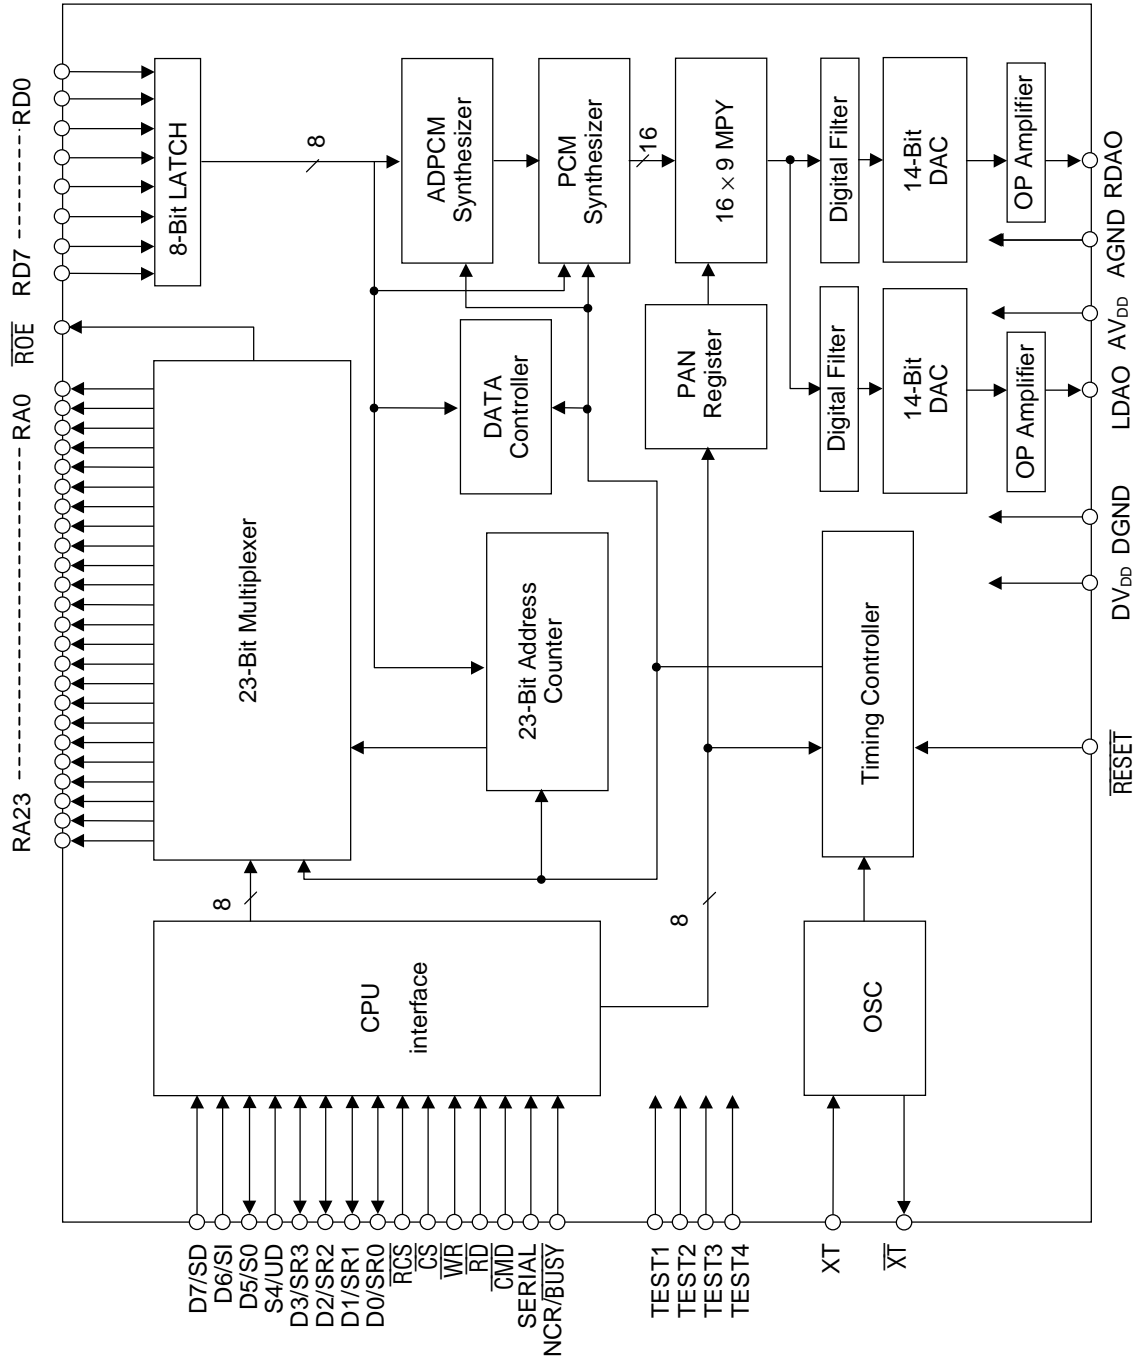 RA23
RA0
ROE
RD7
RD0
23-Bit Multiplexer
8-Bit LATCH
8
8
CPU
interface
23-Bit Address
Counter
DATA
Controller
ADPCM
Synthesizer
PCM
Synthesizer
16
8
PAN
Register
16 × 9 MPY
OSC
Timing Controller
Digital Filter
Digital Filter
14-Bit
DAC
14-Bit
DAC
OP Amplifier
OP Amplifier
D7/SD
D6/SI
D5/S0
S4/UD
D3/SR3
D2/SR2
D1/SR1
D0/SR0
RCS
CS
WR
RD
CMD
SERIAL
NCR/BUSY
TEST1
TEST2
TEST3
TEST4
XT
XT
RESET
DVDD
DGND
LDAO
AVDD
AGND
RDAO